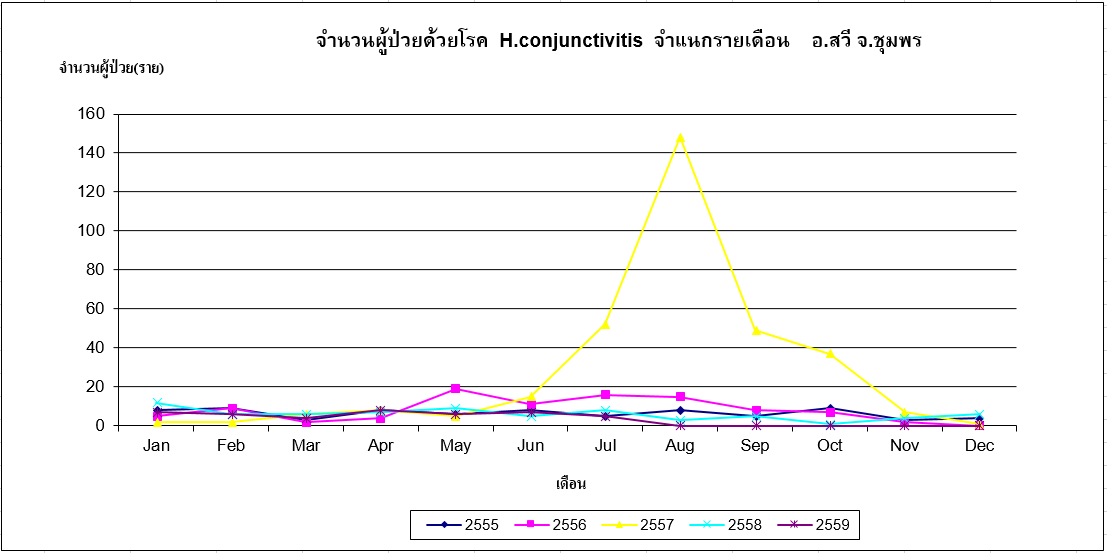 จำนวนผู้ป่วยด้วยโรค H.conjunctivitis จำแนกรายเดือน อ.สวี จ.ชุมพร
จำนวนผู้ป่วย(ราย)
160
140
120
100
80
60
40
20
0
Jan Feb Mar Apr May Jun Jul Aug Sep Oct Nov Dec
เดือน
2555 2556 2557 2558 2559